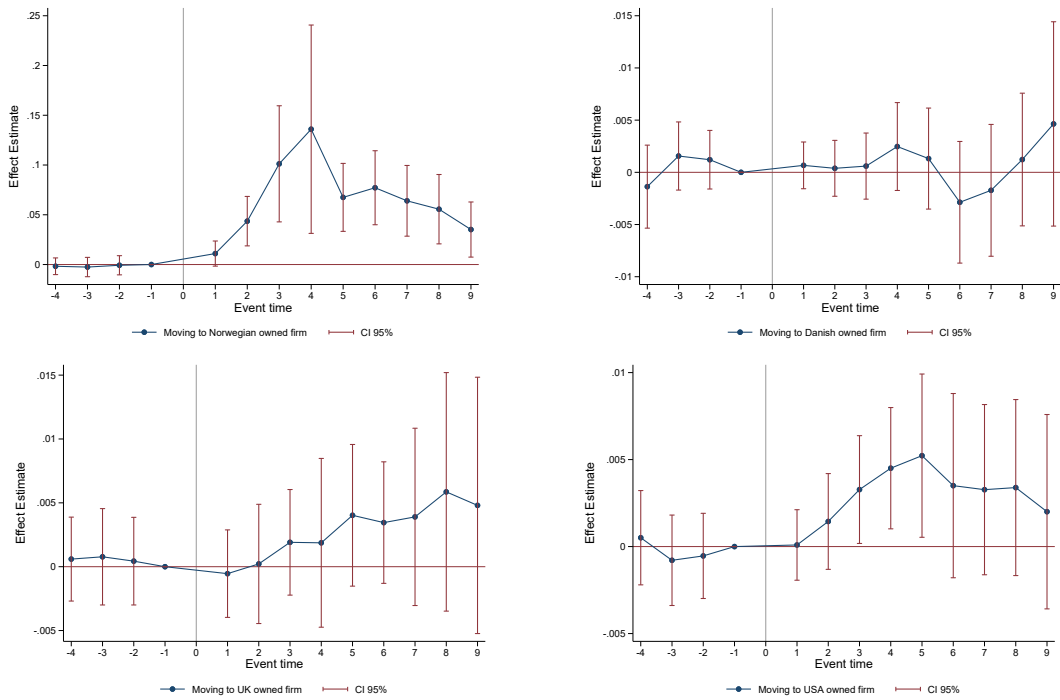 .25
.2
.15
.1
.05
0
Effect Estimate
-4 -3 -2 -1 0 1 2 3 4 5 6 7 8 9
Event time
Moving to Norwegian owned firm CI 95%
.015
.01
.005
0
-.005
-.01
Effect Estimate
-4 -3 -2 -1 0 1 2 3 4 5 6 7 8 9
Event time
Moving to Danish owned firm CI 95%
.015
.01
.005
0
-.005
Effect Estimate
-4 -3 -2 -1 0 1 2 3 4 5 6 7 8 9
Event time
Moving to UK owned firm CI 95%
.01
.005
0
-.005
Effect Estimate
-4 -3 -2 -1 0 1 2 3 4 5 6 7 8 9
Event time
Moving to USA owned firm CI 95%